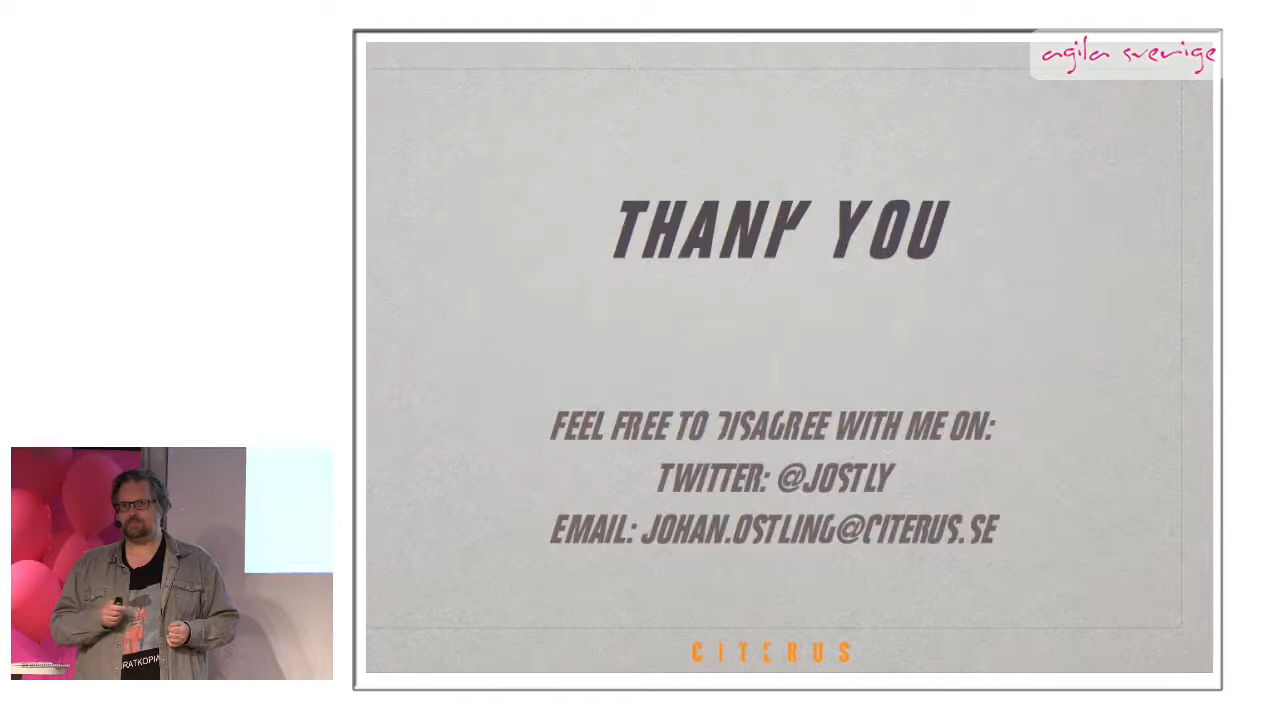 agila sverige
THANK YOU
FEEL FREE TO DISAGREE WITH ME ON:
TWITTER: @JOSTLY
EMAIL: JOHAN.OSTLING@CITERUS.SE
CITERUS
RATKOPIA